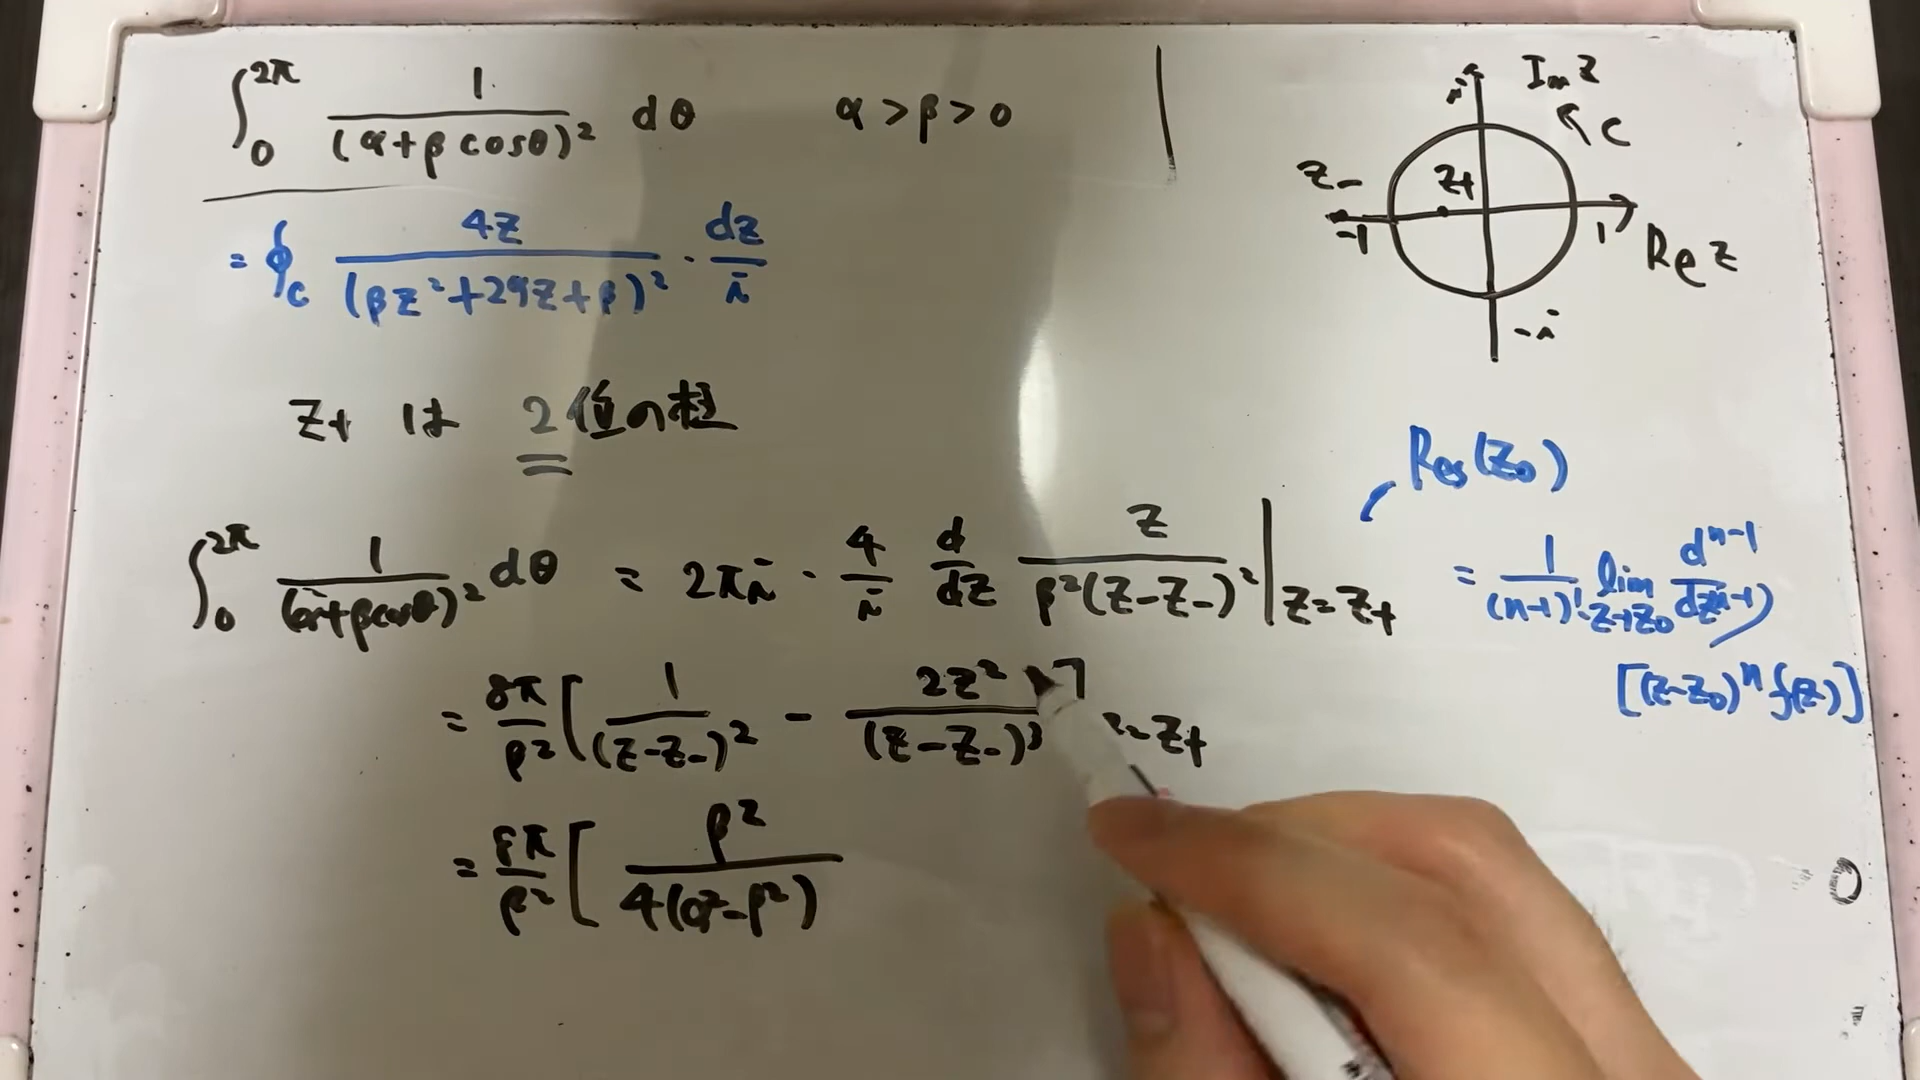 ∫₀^{2π} 1/(α+β cosθ)² dθ   α>β>0
= ∮_C 4z/(βz²+2αz+β)² · dz/i
z₊ は 2位の極
∫₀^{2π} 1/(α+βcosθ)² dθ = 2πi · 4/i d/dz z/(β²(z-z₋)²) |_{z=z₊}
= 8π/β² [ 1/(z-z₋)² - 2z²/(z-z₋)³ ]_{z=z₊}
= 8π/β² [ β²/(4(α²-β²))
Im z
i
C
z₋
z₊
-1
1
Re z
-i
Res(z₀)
= 1/(n-1)! lim_{z→z₀} d^{n-1}/dz^{n-1}
[(z-z₀)ⁿ f(z)]